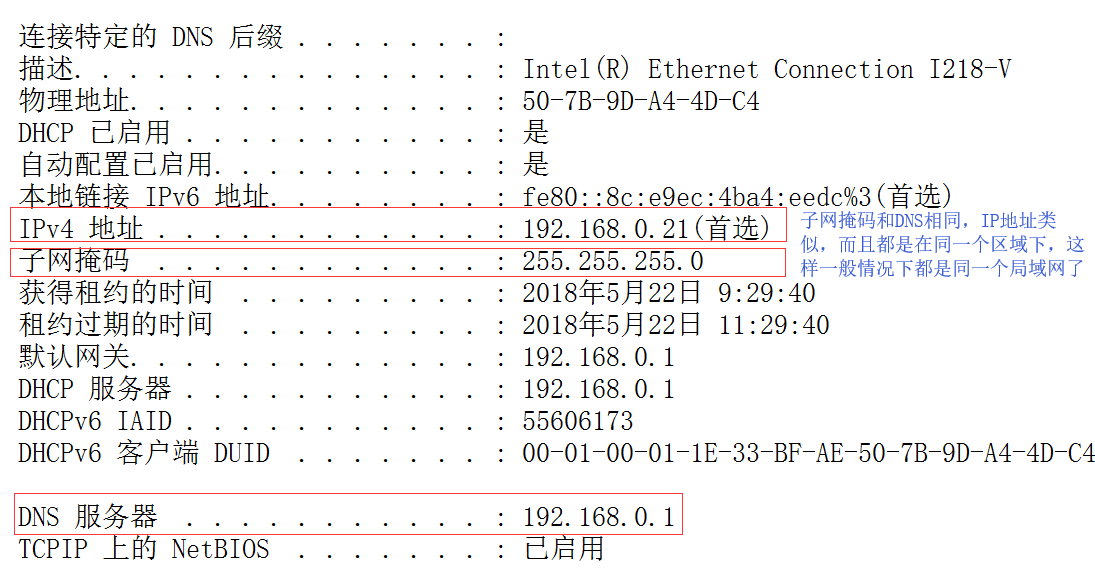 连接特定的 DNS 后缀 . . . . . . . :
描述. . . . . . . . . . . . . . . : Intel(R) Ethernet Connection I218-V
物理地址. . . . . . . . . . . . . : 50-7B-9D-A4-4D-C4
DHCP 已启用 . . . . . . . . . . . : 是
自动配置已启用. . . . . . . . . . : 是
本地链接 IPv6 地址. . . . . . . . : fe80::8c:e9ec:4ba4:eedc%3(首选)
IPv4 地址 . . . . . . . . . . . . : 192.168.0.21(首选)
子网掩码  . . . . . . . . . . . . : 255.255.255.0
子网掩码和DNS相同，IP地址类
似，而且都是在同一个区域下，这
样一般情况下都是同一个局域网了
获得租约的时间  . . . . . . . . . : 2018年5月22日 9:29:40
租约过期的时间  . . . . . . . . . : 2018年5月22日 11:29:40
默认网关. . . . . . . . . . . . . : 192.168.0.1
DHCP 服务器 . . . . . . . . . . . : 192.168.0.1
DHCPv6 IAID . . . . . . . . . . . : 55606173
DHCPv6 客户端 DUID  . . . . . . . : 00-01-00-01-1E-33-BF-AE-50-7B-9D-A4-4D-C4
DNS 服务器  . . . . . . . . . . . : 192.168.0.1
TCPIP 上的 NetBIOS  . . . . . . . : 已启用